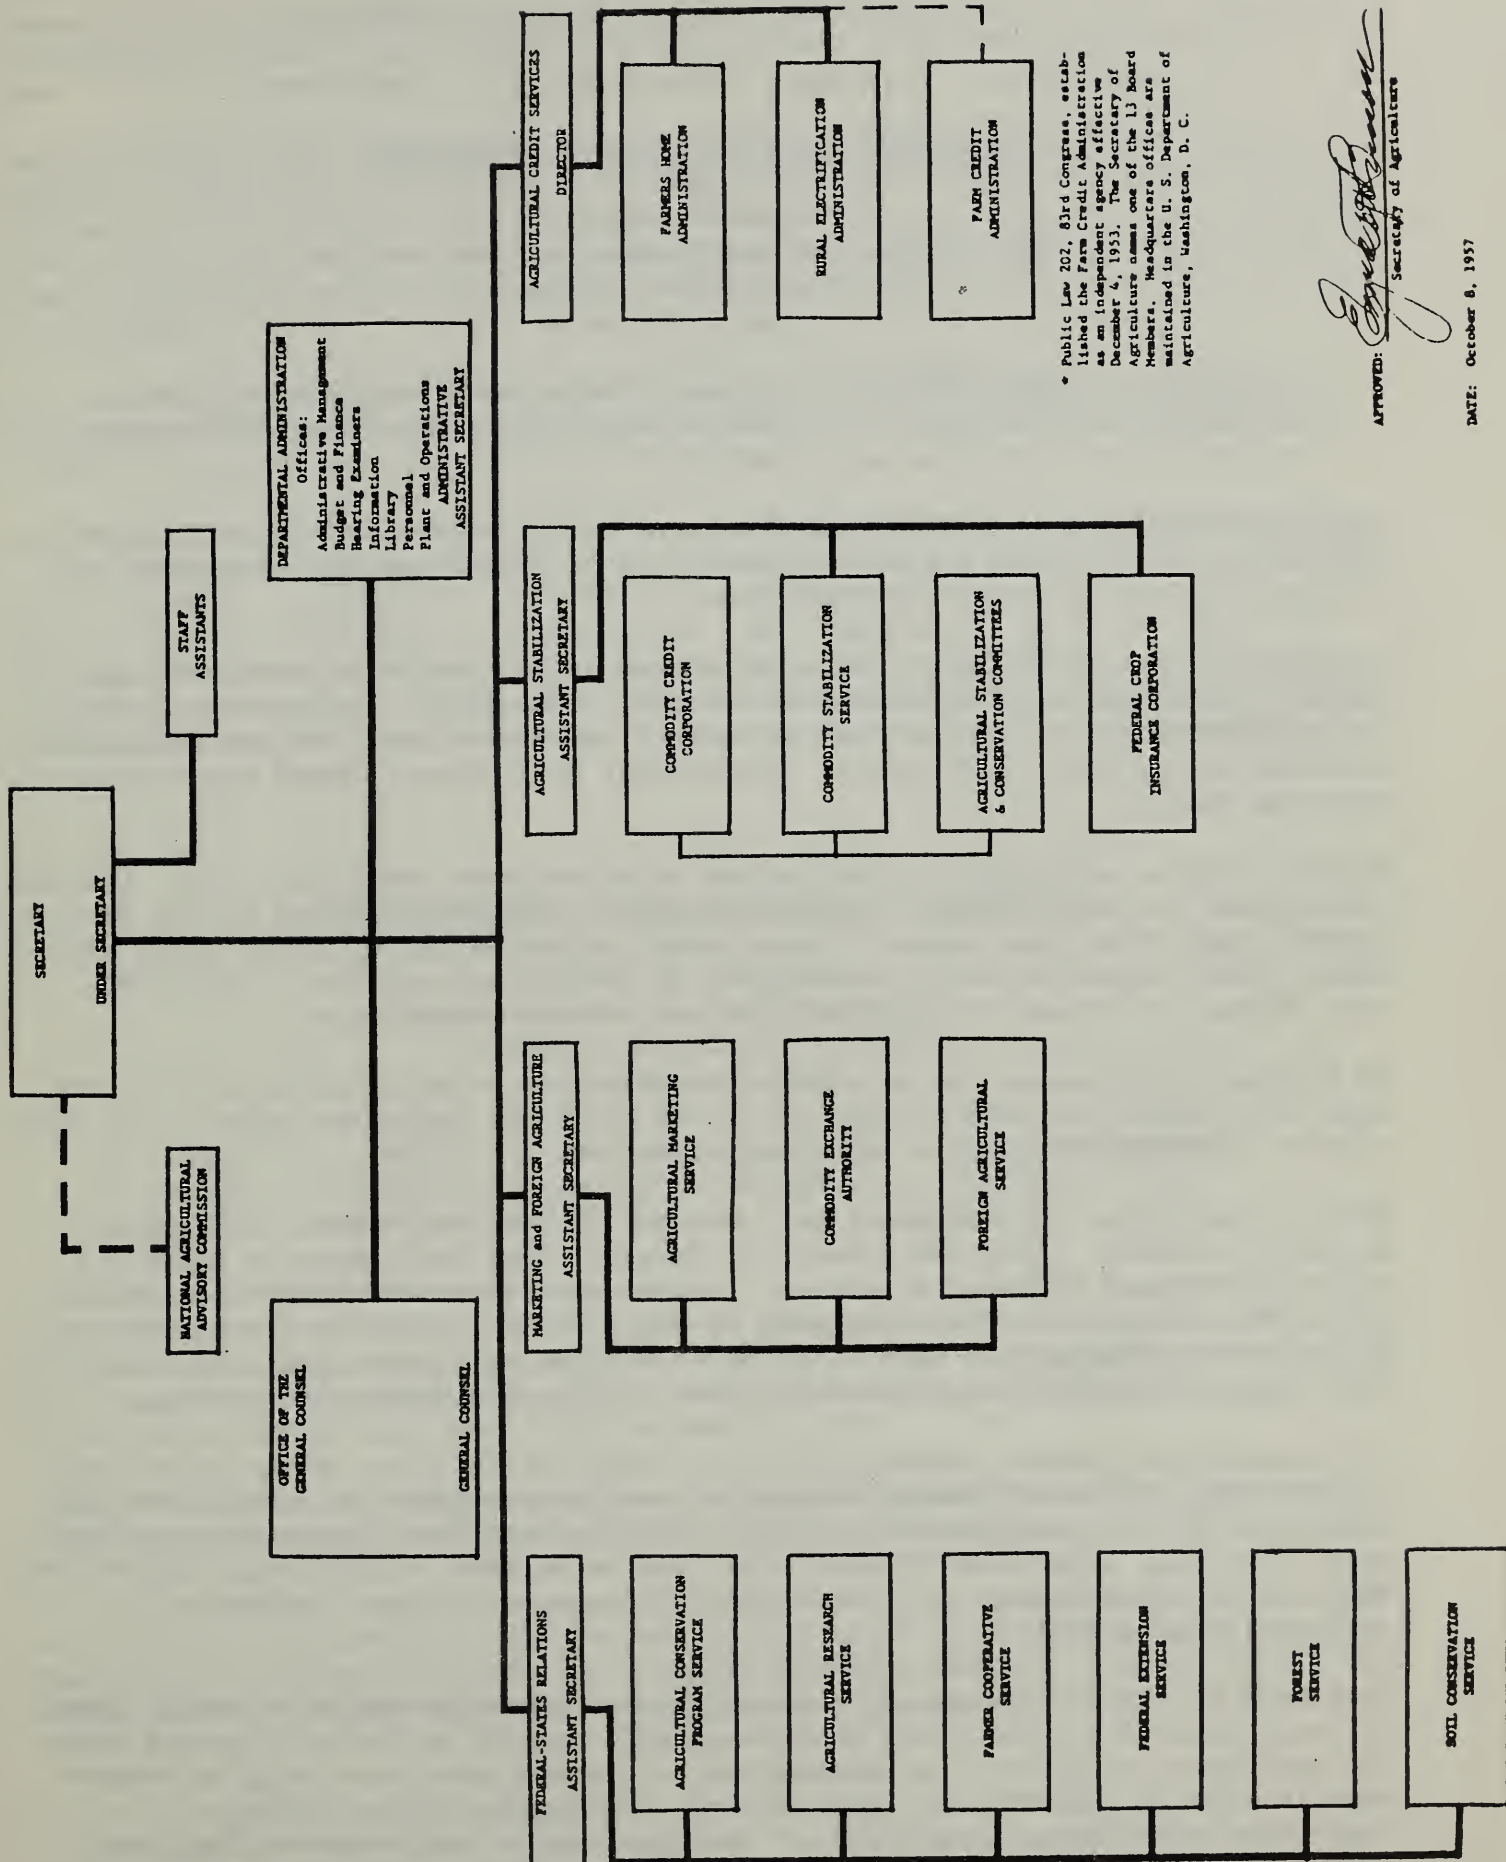 SECRETARY
UNDER SECRETARY
NATIONAL AGRICULTURAL
ADVISORY COMMISSION
STAFF
ASSISTANTS
OFFICE OF THE
GENERAL COUNSEL
GENERAL COUNSEL
DEPARTMENTAL ADMINISTRATION
Offices:
Administrative Management
Budget and Finance
Hearing Examiners
Information
Library
Personnel
Plant and Operations
ADMINISTRATIVE
ASSISTANT SECRETARY
FEDERAL-STATES RELATIONS
ASSISTANT SECRETARY
AGRICULTURAL CONSERVATION
PROGRAM SERVICE
AGRICULTURAL RESEARCH
SERVICE
FARMER COOPERATIVE
SERVICE
FEDERAL EXTENSION
SERVICE
FOREST
SERVICE
SOIL CONSERVATION
SERVICE
MARKETING and FOREIGN AGRICULTURE
ASSISTANT SECRETARY
AGRICULTURAL MARKETING
SERVICE
COMMODITY EXCHANGE
AUTHORITY
FOREIGN AGRICULTURAL
SERVICE
AGRICULTURAL STABILIZATION
ASSISTANT SECRETARY
COMMODITY CREDIT
CORPORATION
COMMODITY STABILIZATION
SERVICE
AGRICULTURAL STABILIZATION
& CONSERVATION COMMITTEES
FEDERAL CROP
INSURANCE CORPORATION
AGRICULTURAL CREDIT SERVICES
DIRECTOR
FARMERS HOME
ADMINISTRATION
RURAL ELECTRIFICATION
ADMINISTRATION
*
FARM CREDIT
ADMINISTRATION
* Public Law 202, 83rd Congress, estab-
lished the Farm Credit Administration
as an independent agency effective
December 4, 1953. The Secretary of
Agriculture names one of the 13 Board
Members. Headquarters offices are
maintained in the U. S. Department of
Agriculture, Washington, D. C.
APPROVED:
Secretary of Agriculture
DATE: October 8, 1957